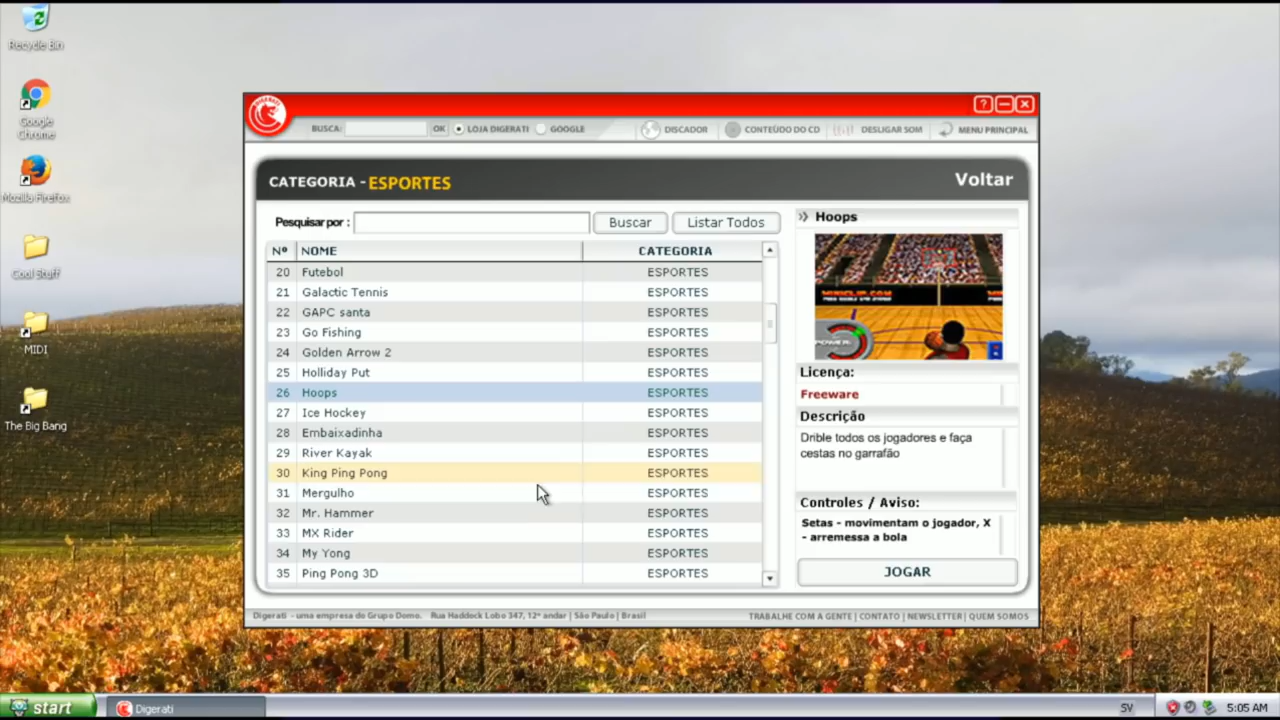 Recycle Bin
Google
Chrome
Mozilla Firefox
Cool Stuff
MIDI
The Big Bang
DIGERATI
BUSCA:
OK
LOJA DIGERATI
GOOGLE
DISCADOR
CONTEÚDO DO CD
DESLIGAR SOM
MENU PRINCIPAL
CATEGORIA - ESPORTES
Voltar
Pesquisar por :
Buscar
Listar Todos
Nº NOME CATEGORIA
20 Futebol ESPORTES
21 Galactic Tennis ESPORTES
22 GAPC santa ESPORTES
23 Go Fishing ESPORTES
24 Golden Arrow 2 ESPORTES
25 Holliday Put ESPORTES
26 Hoops ESPORTES
27 Ice Hockey ESPORTES
28 Embaixadinha ESPORTES
29 River Kayak ESPORTES
30 King Ping Pong ESPORTES
31 Mergulho ESPORTES
32 Mr. Hammer ESPORTES
33 MX Rider ESPORTES
34 My Yong ESPORTES
35 Ping Pong 3D ESPORTES
Hoops
MINICLIP.COM
POWER:
Licença:
Freeware
Descrição
Drible todos os jogadores e faça
cestas no garrafão
Controles / Aviso:
Setas - movimentam o jogador, X
- arremessa a bola
JOGAR
Digerati - uma empresa do Grupo Domo. Rua Haddock Lobo 347, 12º andar | São Paulo | Brasil
TRABALHE COM A GENTE | CONTATO | NEWSLETTER | QUEM SOMOS
start
Digerati
SV
5:05 AM